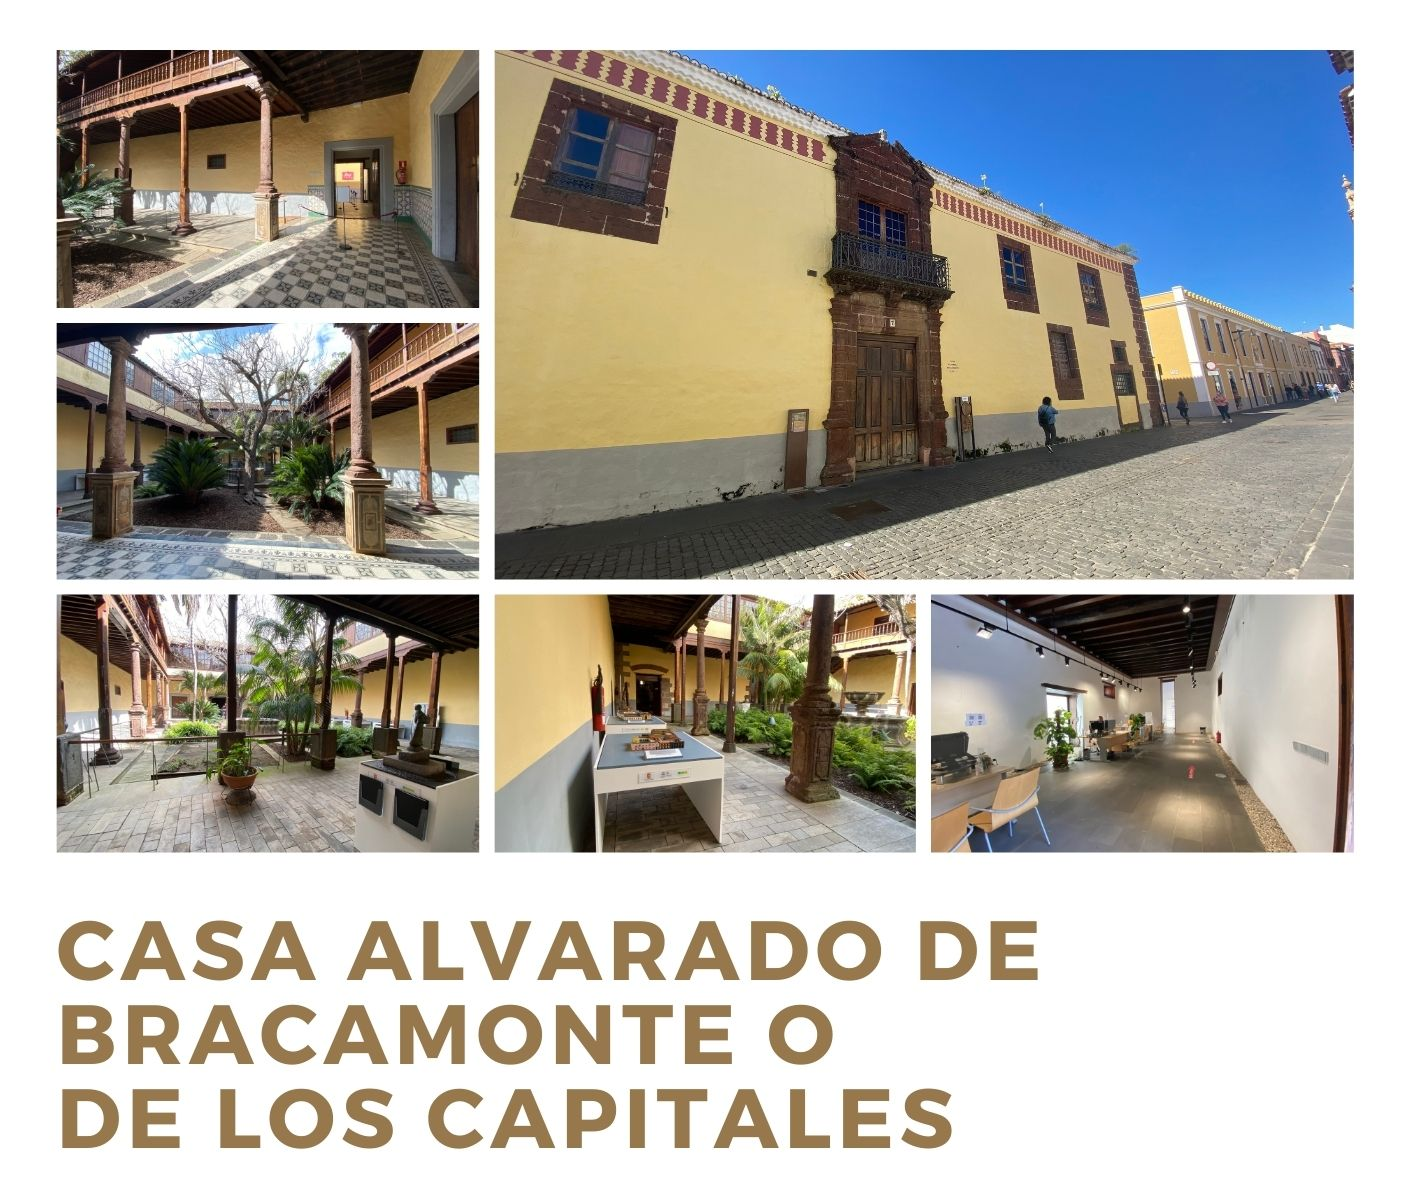 CASA ALVARADO DE
BRACAMONTE O
DE LOS CAPITALES